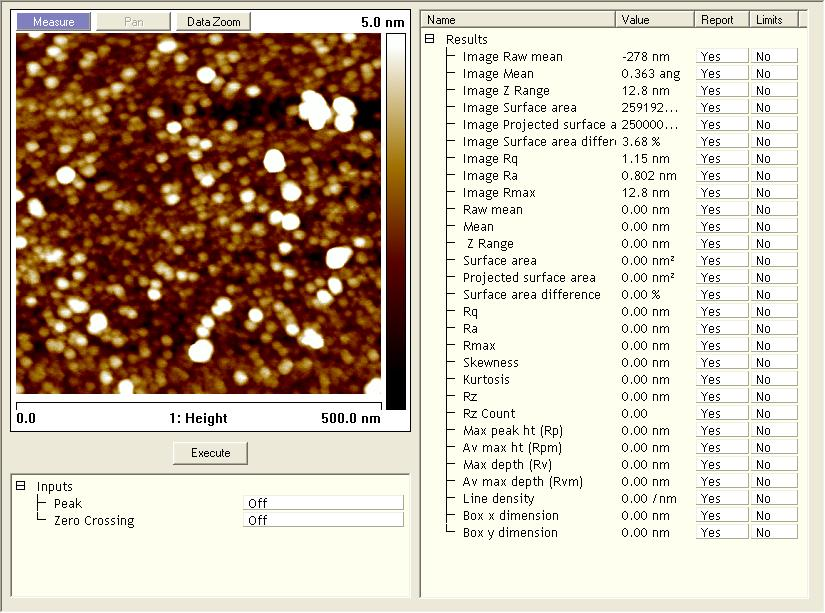 Measure Pan Data Zoom 5.0 nm
0.0 1: Height 500.0 nm
Execute
Inputs
Peak Off
Zero Crossing Off
Name Value Report Limits
Results
Image Raw mean -278 nm Yes No
Image Mean 0.363 ang Yes No
Image Z Range 12.8 nm Yes No
Image Surface area 259192... Yes No
Image Projected surface a 250000... Yes No
Image Surface area differ 3.68 % Yes No
Image Rq 1.15 nm Yes No
Image Ra 0.802 nm Yes No
Image Rmax 12.8 nm Yes No
Raw mean 0.00 nm Yes No
Mean 0.00 nm Yes No
Z Range 0.00 nm Yes No
Surface area 0.00 nm² Yes No
Projected surface area 0.00 nm² Yes No
Surface area difference 0.00 % Yes No
Rq 0.00 nm Yes No
Ra 0.00 nm Yes No
Rmax 0.00 nm Yes No
Skewness 0.00 nm Yes No
Kurtosis 0.00 nm Yes No
Rz 0.00 nm Yes No
Rz Count 0.00 Yes No
Max peak ht (Rp) 0.00 nm Yes No
Av max ht (Rpm) 0.00 nm Yes No
Max depth (Rv) 0.00 nm Yes No
Av max depth (Rvm) 0.00 nm Yes No
Line density 0.00 /nm Yes No
Box x dimension 0.00 nm Yes No
Box y dimension 0.00 nm Yes No